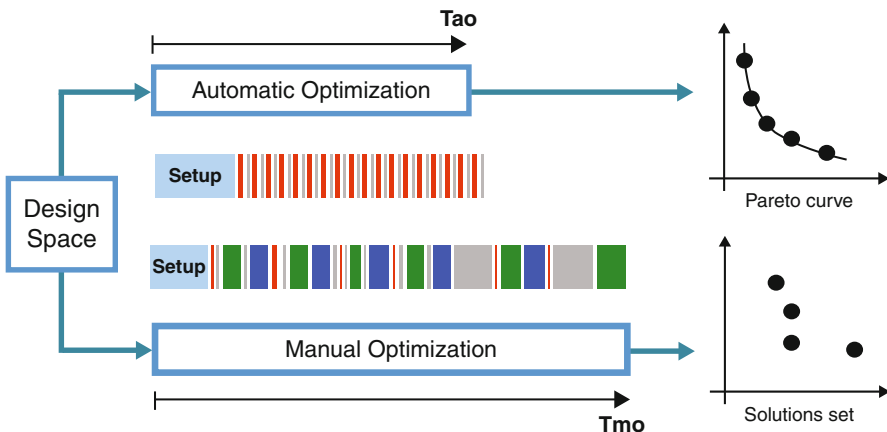 Tao
Automatic Optimization
Setup
Design
Space
Setup
Manual Optimization
Tmo
Pareto curve
Solutions set